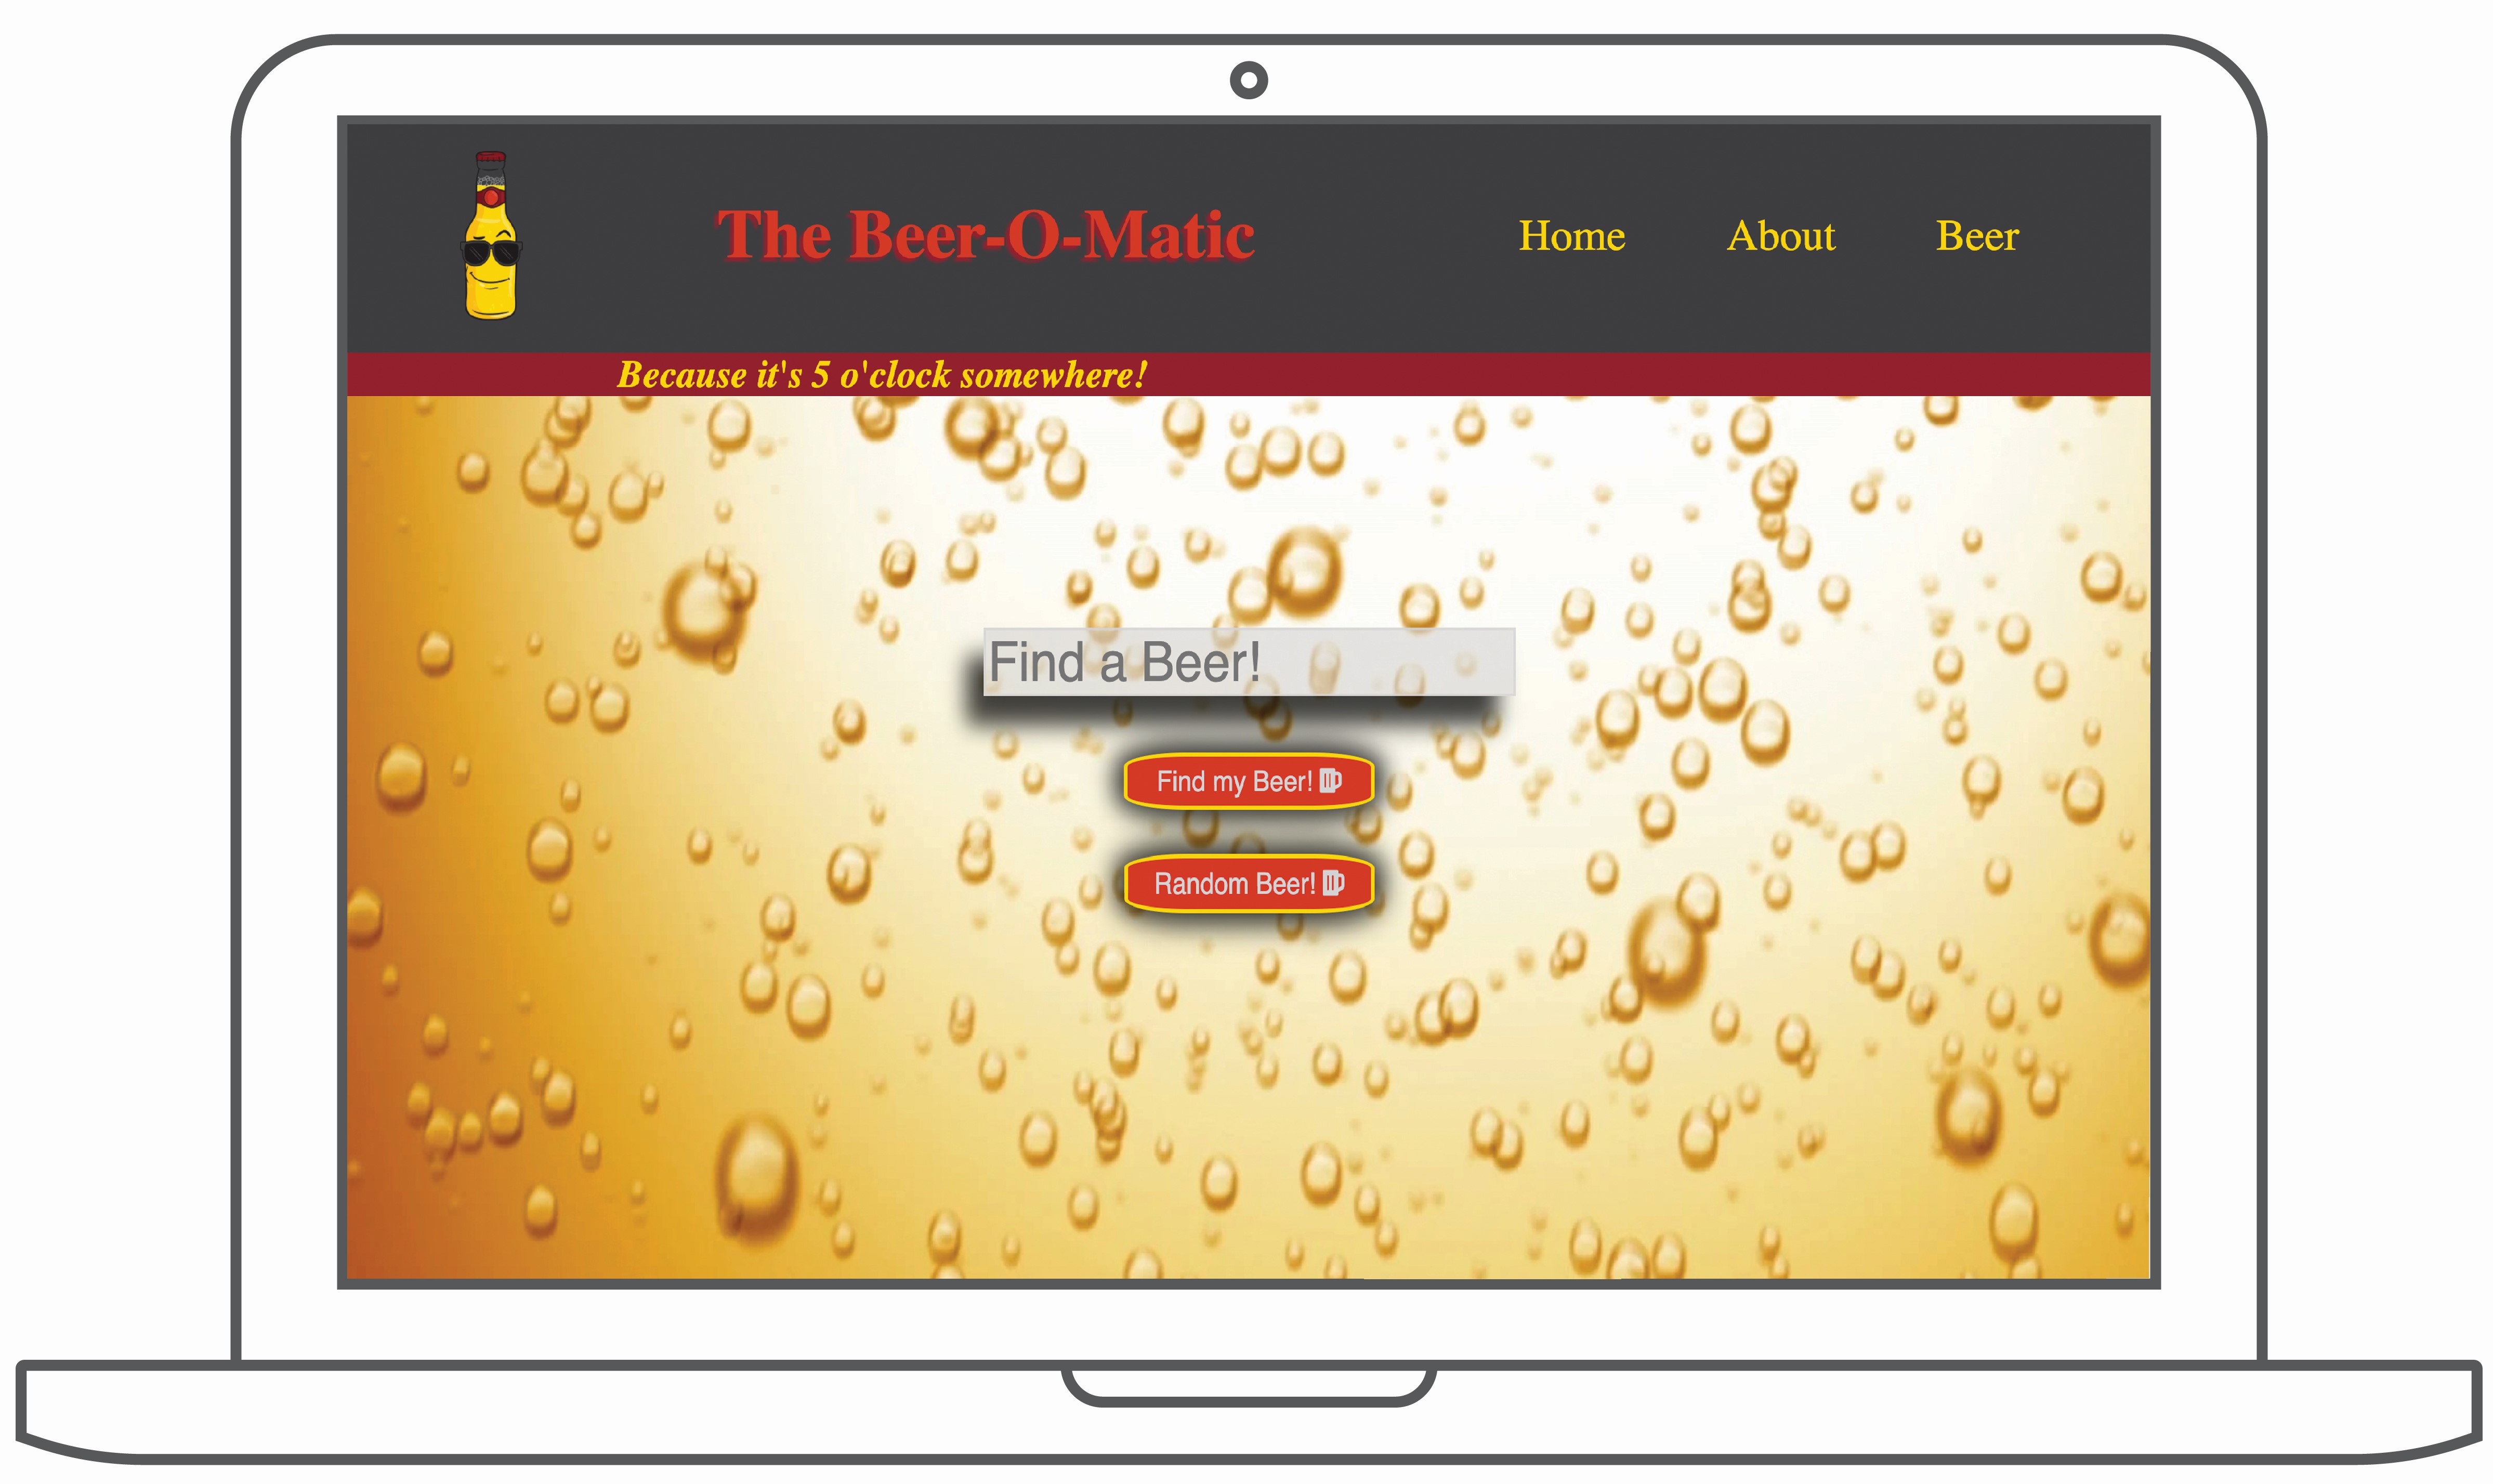 The Beer-O-Matic
Home About Beer
Because it's 5 o'clock somewhere!
Find a Beer!
Find my Beer!
Random Beer!